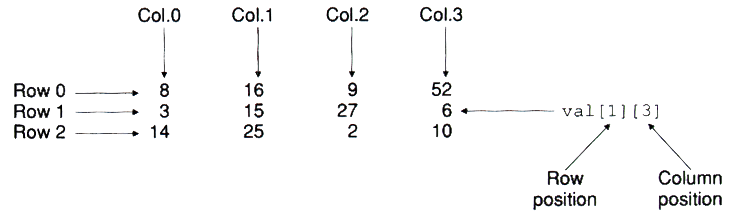 Col.0 Col.1 Col.2 Col.3
Row 0 8 16 9 52
Row 1 3 15 27 6 val[1][3]
Row 2 14 25 2 10
Row Column
position position